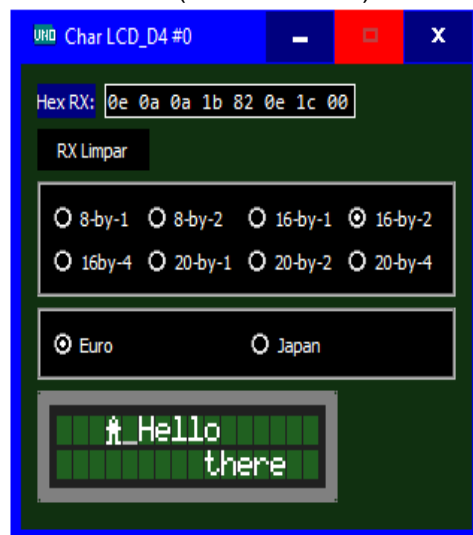 UNO Char LCD_D4 #0
Hex RX: 0e 0a 0a 1b 82 0e 1c 00
RX Limpar
8-by-1 8-by-2 16-by-1 16-by-2
16by-4 20-by-1 20-by-2 20-by-4
Euro Japan
_Hello
there